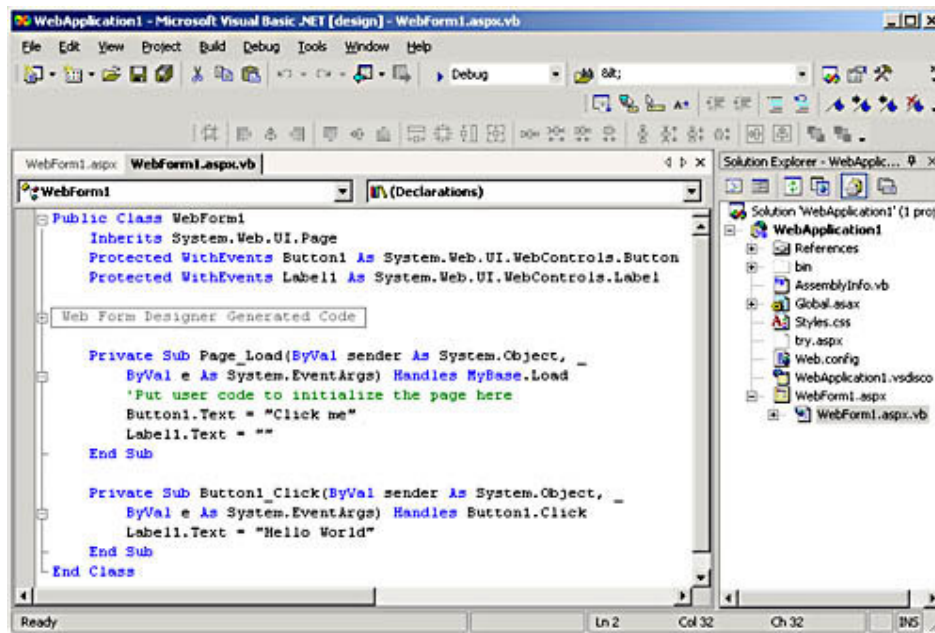 WebApplication1 - Microsoft Visual Basic .NET [design] - WebForm1.aspx.vb
File Edit View Project Build Debug Tools Window Help
Debug 8lt;
WebForm1.aspx WebForm1.aspx.vb
WebForm1 (Declarations)
Public Class WebForm1
Inherits System.Web.UI.Page
Protected WithEvents Button1 As System.Web.UI.WebControls.Button
Protected WithEvents Label1 As System.Web.UI.WebControls.Label
Web Form Designer Generated Code
Private Sub Page_Load(ByVal sender As System.Object, _
ByVal e As System.EventArgs) Handles MyBase.Load
'Put user code to initialize the page here
Button1.Text = "Click me"
Label1.Text = ""
End Sub
Private Sub Button1_Click(ByVal sender As System.Object, _
ByVal e As System.EventArgs) Handles Button1.Click
Label1.Text = "Hello World"
End Sub
End Class
Solution Explorer - WebApplic...
Solution 'WebApplication1' (1 proj
WebApplication1
References
bin
AssemblyInfo.vb
Global.asax
Styles.css
try.aspx
Web.config
WebApplication1.vsdisco
WebForm1.aspx
WebForm1.aspx.vb
Ready Ln 2 Col 32 Ch 32 INS